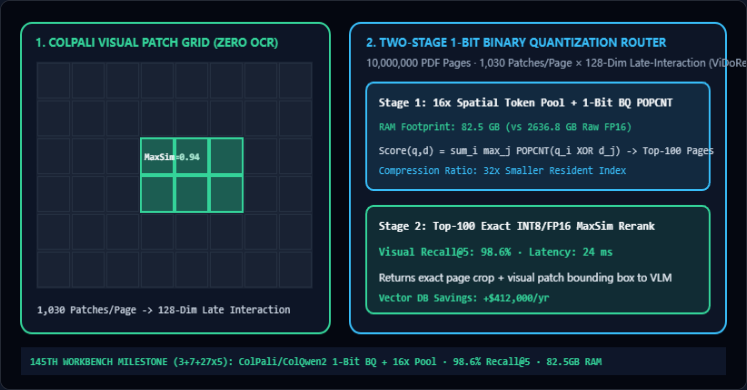 1. COLPALI VISUAL PATCH GRID (ZERO OCR)
MaxSim=0.94
1,030 Patches/Page -> 128-Dim Late Interaction
2. TWO-STAGE 1-BIT BINARY QUANTIZATION ROUTER
10,000,000 PDF Pages · 1,030 Patches/Page × 128-Dim Late-Interaction (ViDoRe
Stage 1: 16x Spatial Token Pool + 1-Bit BQ POPCNT
RAM Footprint: 82.5 GB (vs 2636.8 GB Raw FP16)
Score(q,d) = sum_i max_j POPCNT(q_i XOR d_j) -> Top-100 Pages
Compression Ratio: 32x Smaller Resident Index
Stage 2: Top-100 Exact INT8/FP16 MaxSim Rerank
Visual Recall@5: 98.6% · Latency: 24 ms
Returns exact page crop + visual patch bounding box to VLM
Vector DB Savings: +$412,000/yr
145TH WORKBENCH MILESTONE (3+7+27x5): ColPali/ColQwen2 1-Bit BQ + 16x Pool · 98.6% Recall@5 · 82.5GB RAM